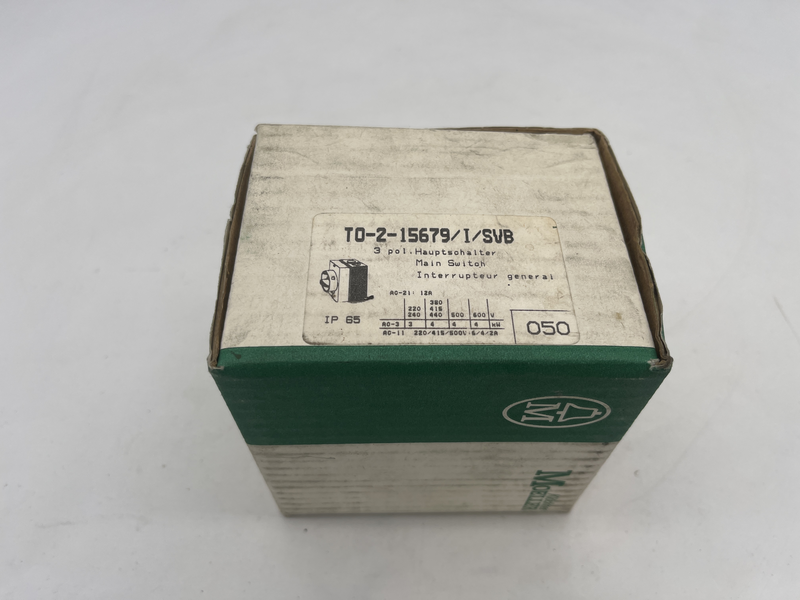 TO-2-15679/I/SVB
3 pol. Hauptschalter
Main Switch
Interrupteur general
AC-21: 12A
380
220 415
240 440 500 600 V
AC-3 3 4 4 4 kW
AC-11 220/415/500V-6/4/2A
IP 65
050
M
MOELLER